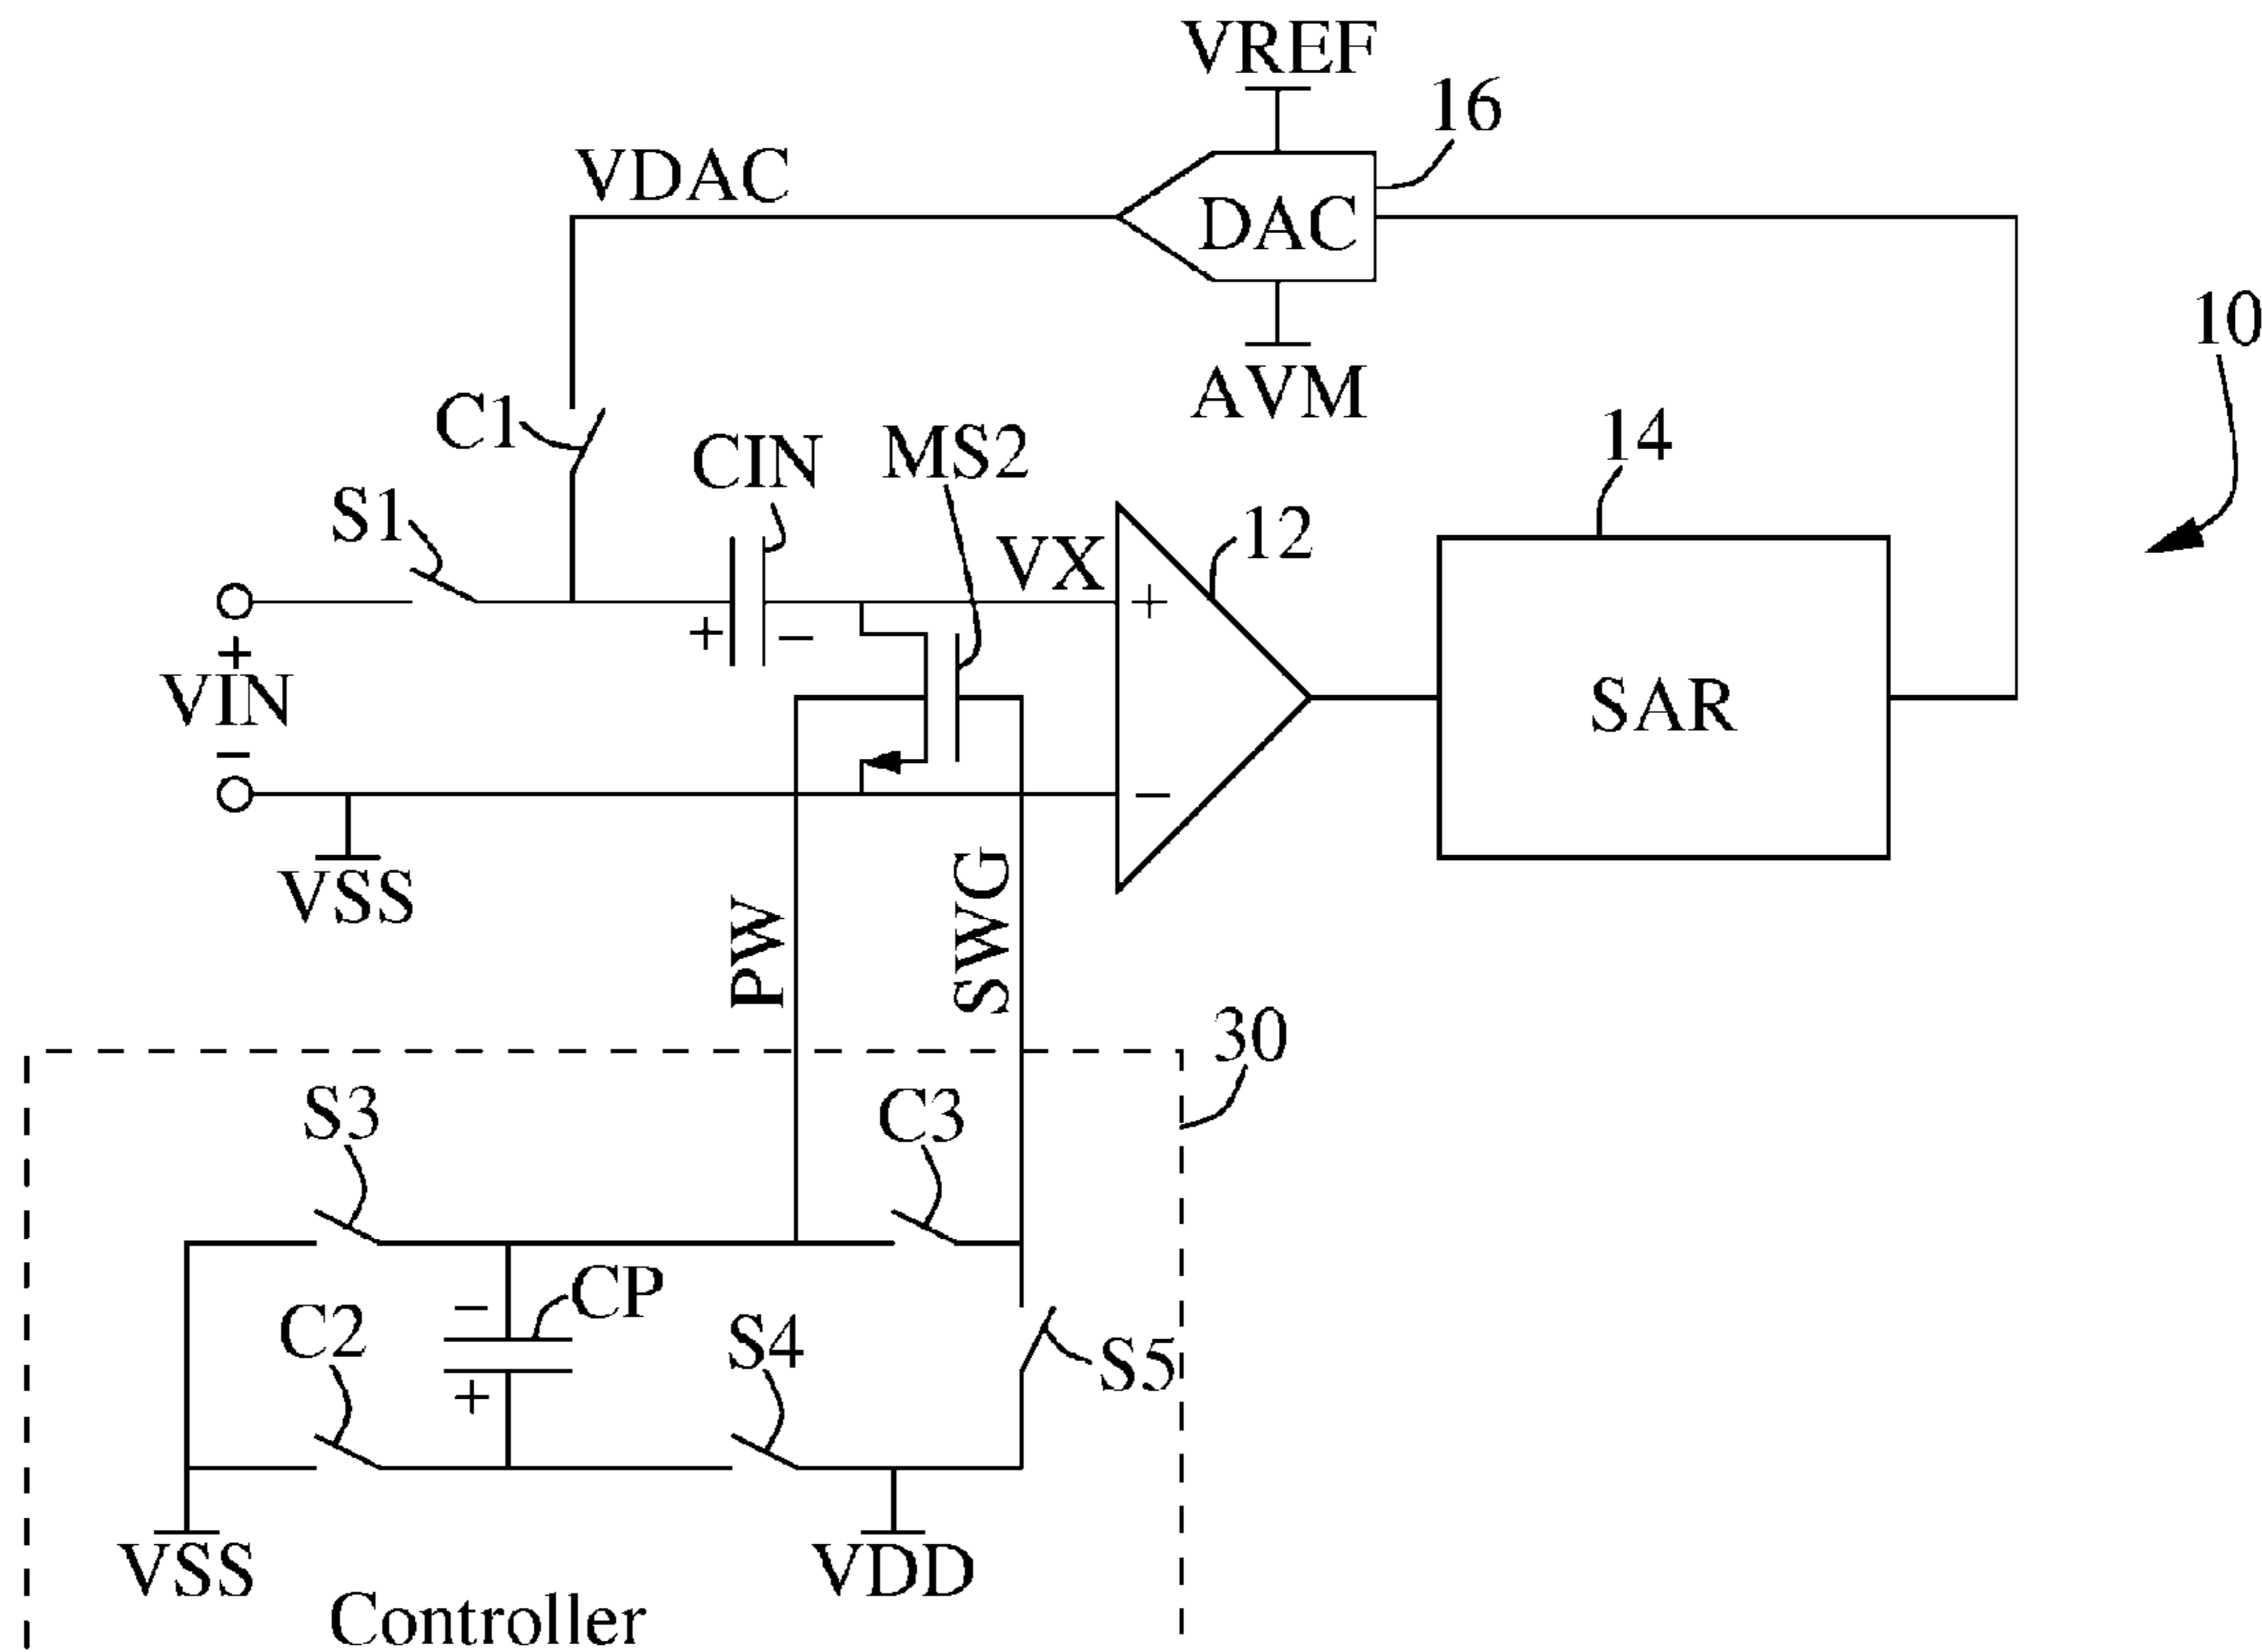 VREF
16
VDAC
DAC
10
AVM
C1
MS2
14
CIN
S1
12
VX
+
+
−
+
VIN
SAR
−
−
VSS
SWG
PW
30
S3
C3
CP
−
C2
S4
S5
+
VSS
VDD
Controller